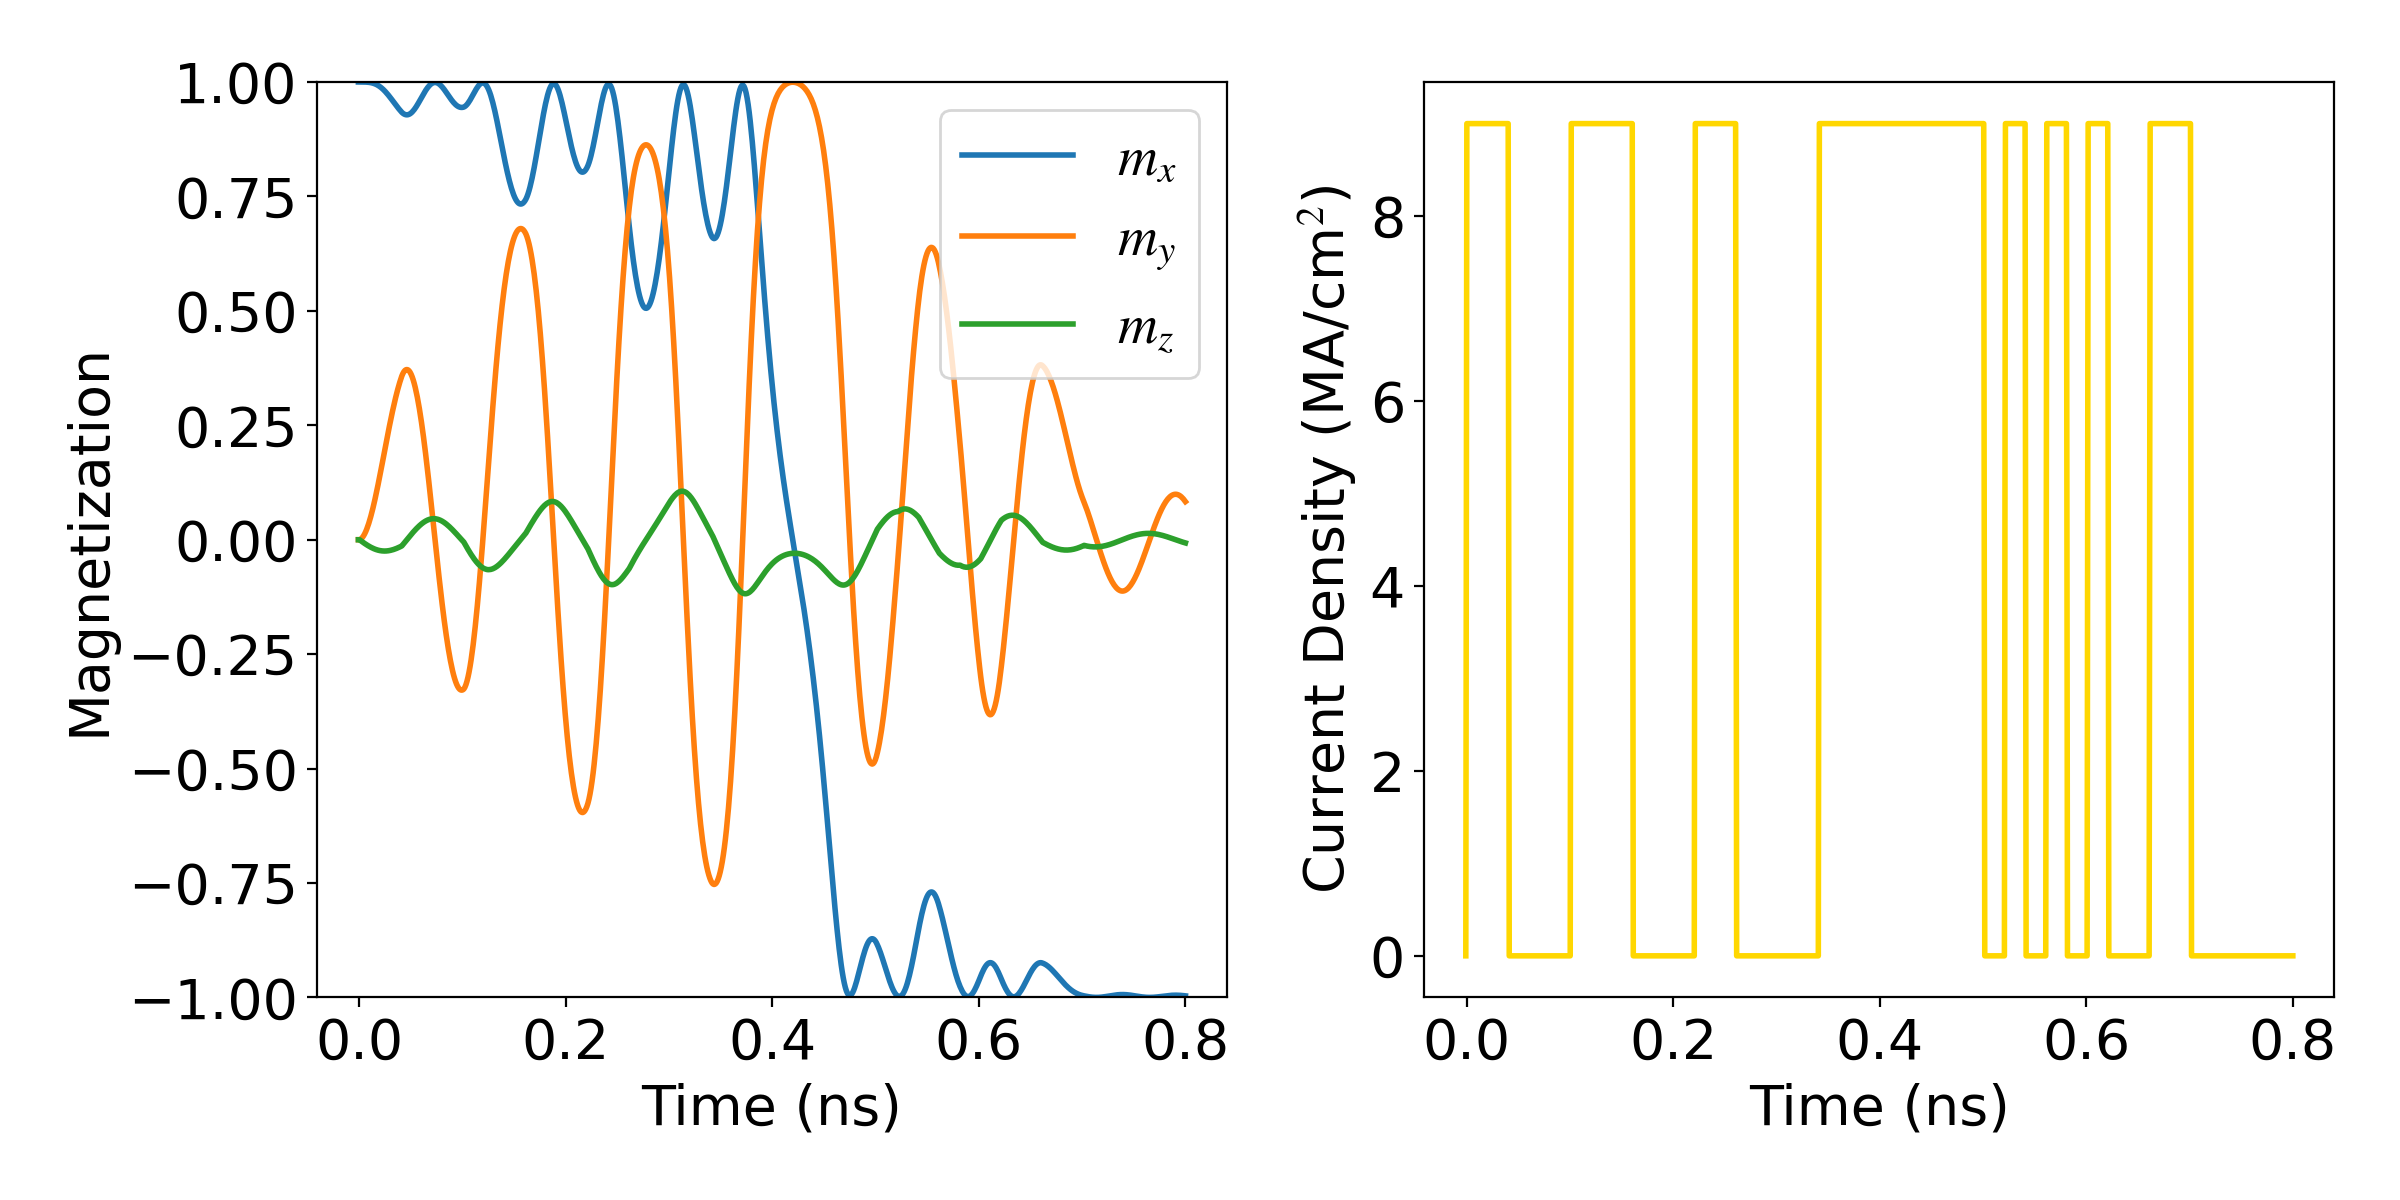 1.00
0.75
0.50
0.25
0.00
−0.25
−0.50
−0.75
−1.00
Magnetization
0.0 0.2 0.4 0.6 0.8
Time (ns)
mₓ
m_y
m_z
8
6
4
2
0
Current Density (MA/cm²)
0.0 0.2 0.4 0.6 0.8
Time (ns)